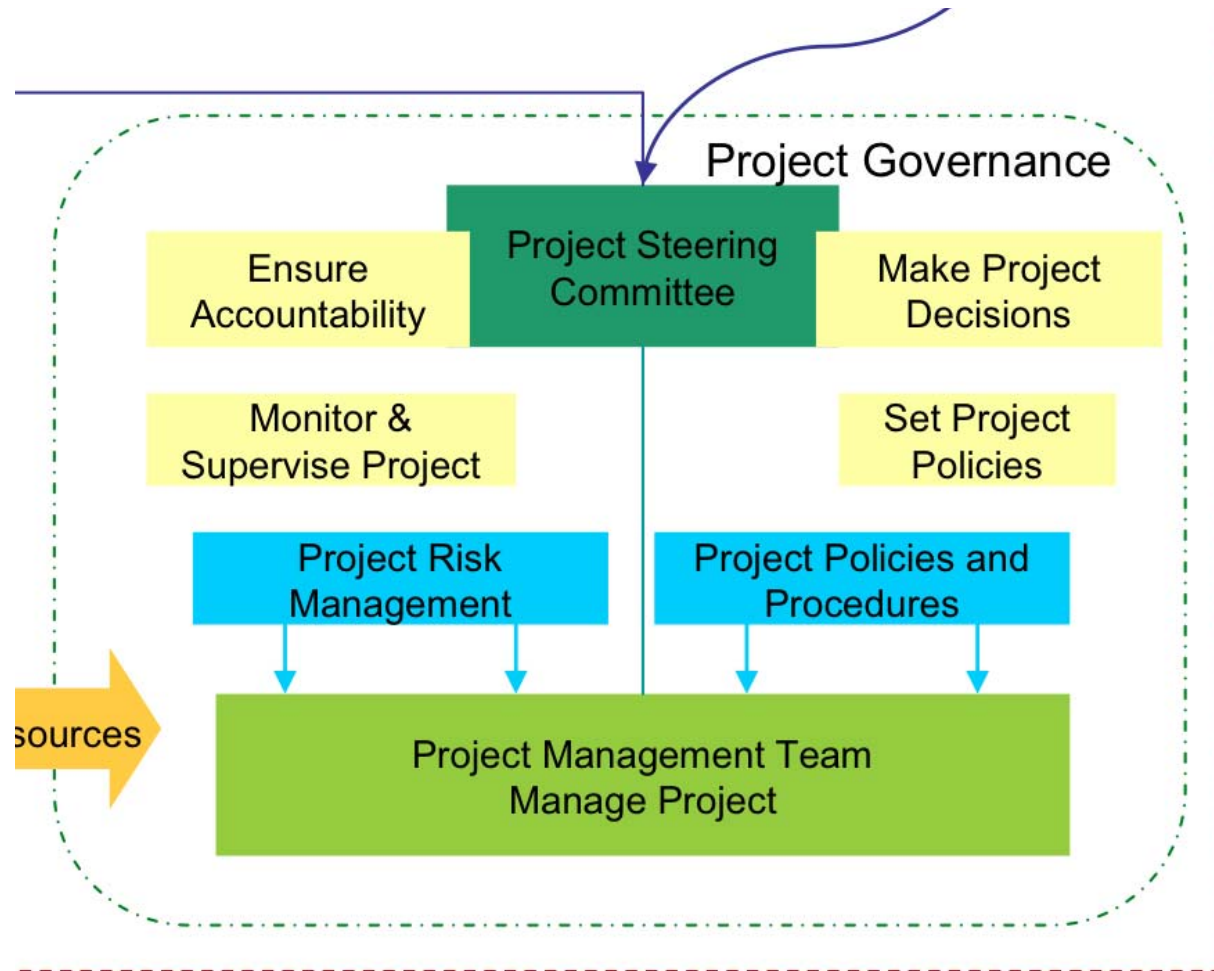 Project Governance
Project Steering
Committee
Ensure
Accountability
Make Project
Decisions
Monitor &
Supervise Project
Set Project
Policies
Project Risk
Management
Project Policies and
Procedures
sources
Project Management Team
Manage Project